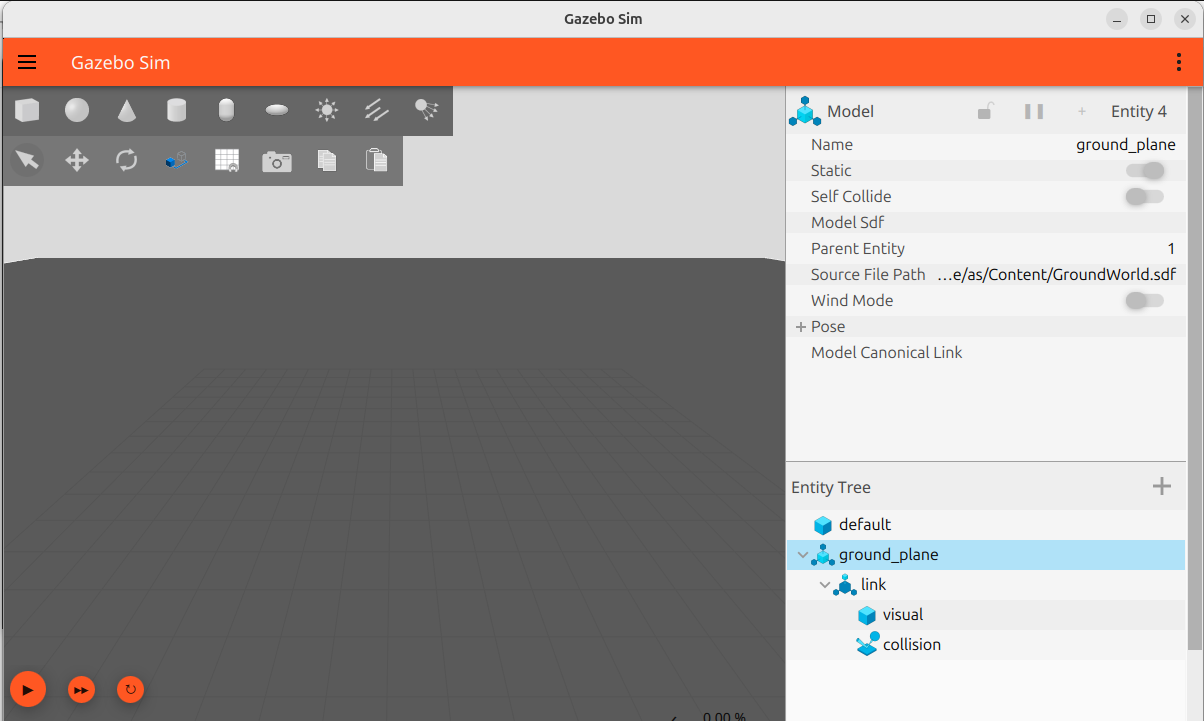 Gazebo Sim
Gazebo Sim
Model + Entity 4
Name ground_plane
Static
Self Collide
Model Sdf
Parent Entity 1
Source File Path …e/as/Content/GroundWorld.sdf
Wind Mode
+ Pose
Model Canonical Link
Entity Tree +
default
ground_plane
link
visual
collision
0.00 %